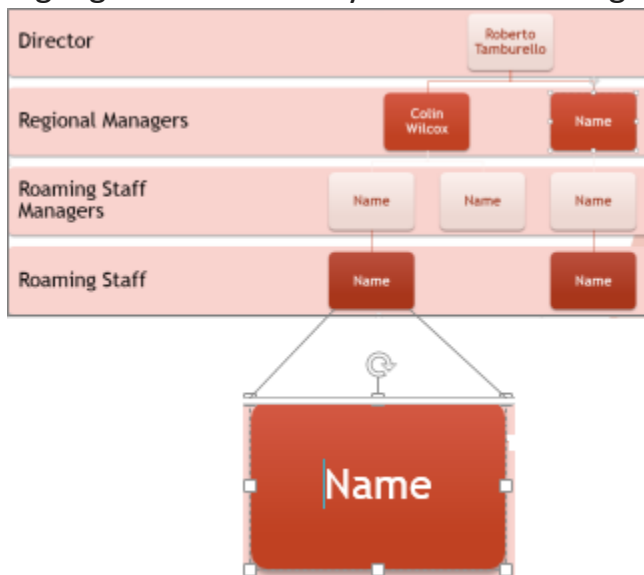 Director
Roberto
Tamburello
Regional Managers
Colin
Wilcox
Name
Roaming Staff
Managers
Name
Name
Name
Roaming Staff
Name
Name
Name